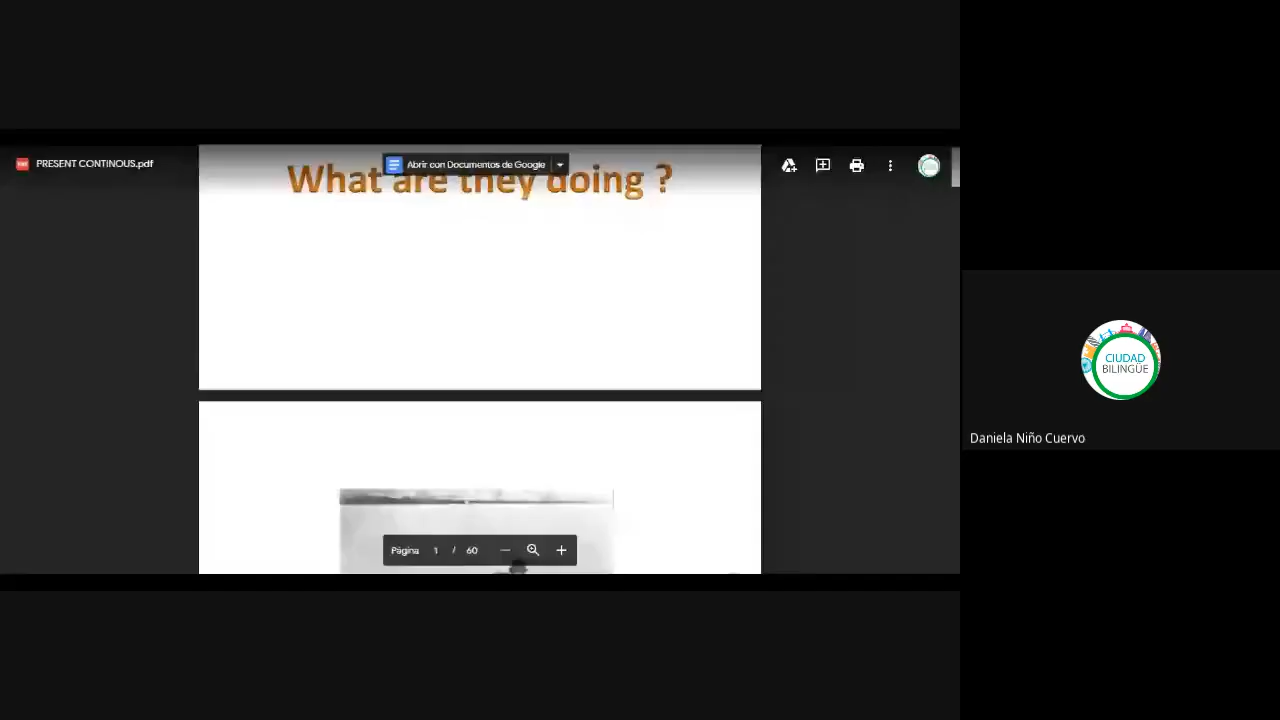 PRESENT CONTINOUS.pdf
Abrir con Documentos de Google
What are they doing ?
Página 1 / 60
CIUDAD
BILINGÜE
Daniela Niño Cuervo